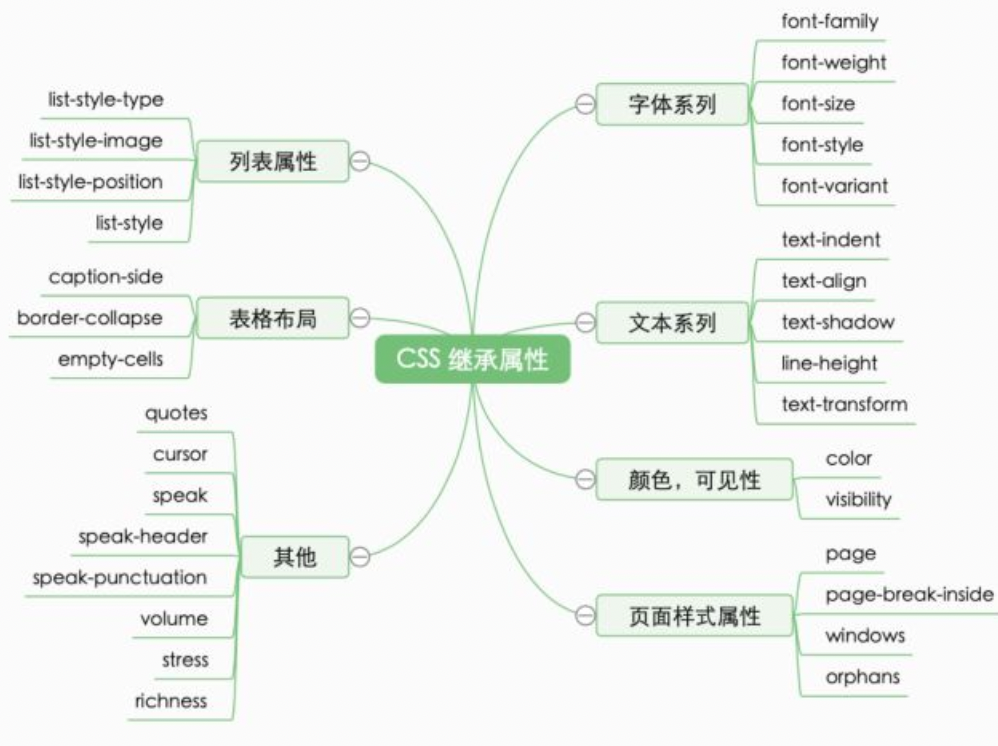 CSS 继承属性
字体系列
font-family
font-weight
font-size
font-style
font-variant
文本系列
text-indent
text-align
text-shadow
line-height
text-transform
颜色，可见性
color
visibility
页面样式属性
page
page-break-inside
windows
orphans
列表属性
list-style-type
list-style-image
list-style-position
list-style
表格布局
caption-side
border-collapse
empty-cells
其他
quotes
cursor
speak
speak-header
speak-punctuation
volume
stress
richness